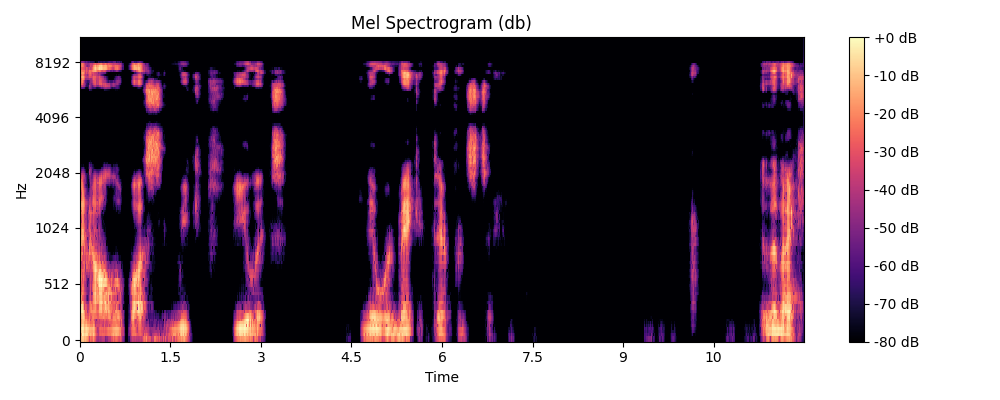 Mel Spectrogram (db)
8192
4096
2048
1024
512
0
Hz
0 1.5 3 4.5 6 7.5 9 10
Time
+0 dB
-10 dB
-20 dB
-30 dB
-40 dB
-50 dB
-60 dB
-70 dB
-80 dB